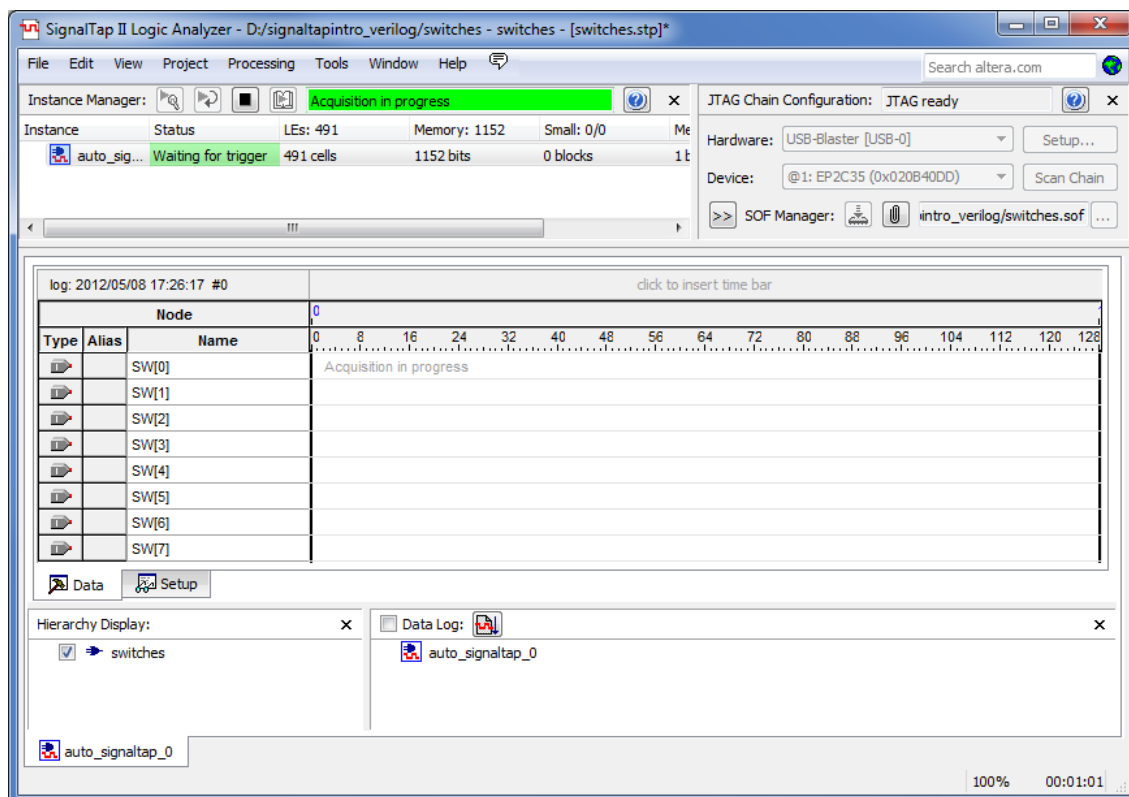 SignalTap II Logic Analyzer - D:/signaltapintro_verilog/switches - switches - [switches.stp]*
File Edit View Project Processing Tools Window Help
Search altera.com
Instance Manager: Acquisition in progress
JTAG Chain Configuration: JTAG ready
Instance Status LEs: 491 Memory: 1152 Small: 0/0 Me
auto_sig... Waiting for trigger 491 cells 1152 bits 0 blocks 1 b
Hardware: USB-Blaster [USB-0] Setup...
Device: @1: EP2C35 (0x020B40DD) Scan Chain
>> SOF Manager: intro_verilog/switches.sof ...
log: 2012/05/08 17:26:17 #0 click to insert time bar
Node 0
Type Alias Name 0 8 16 24 32 40 48 56 64 72 80 88 96 104 112 120 128
SW[0] Acquisition in progress
SW[1]
SW[2]
SW[3]
SW[4]
SW[5]
SW[6]
SW[7]
Data Setup
Hierarchy Display:
switches
Data Log:
auto_signaltap_0
auto_signaltap_0
100% 00:01:01